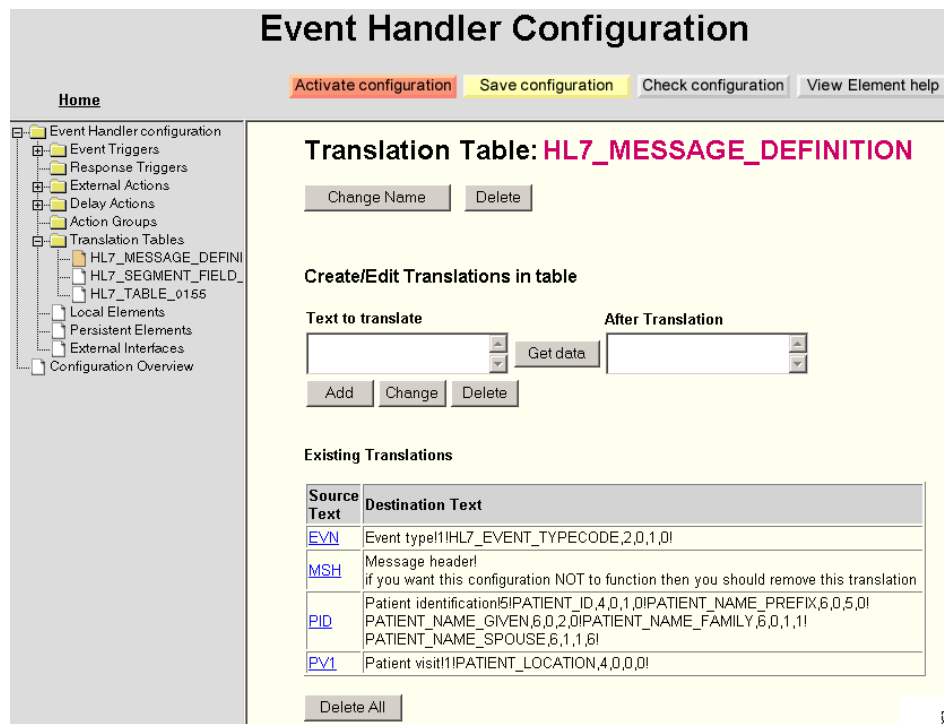 Event Handler Configuration
Activate configuration
Save configuration
Check configuration
View Element help
Home
Event Handler configuration
Event Triggers
Response Triggers
External Actions
Delay Actions
Action Groups
Translation Tables
HL7_MESSAGE_DEFINI
HL7_SEGMENT_FIELD_
HL7_TABLE_0155
Local Elements
Persistent Elements
External Interfaces
Configuration Overview
Translation Table: HL7_MESSAGE_DEFINITION
Change Name
Delete
Create/Edit Translations in table
Text to translate
After Translation
Get data
Add
Change
Delete
Existing Translations
Source Text
Destination Text
EVN
Event type!1!HL7_EVENT_TYPECODE,2,0,1,0!
MSH
Message header!
if you want this configuration NOT to function then you should remove this translation
PID
Patient identification!5!PATIENT_ID,4,0,1,0!PATIENT_NAME_PREFIX,6,0,5,0!
PATIENT_NAME_GIVEN,6,0,2,0!PATIENT_NAME_FAMILY,6,0,1,1!
PATIENT_NAME_SPOUSE,6,1,1,6!
PV1
Patient visit!1!PATIENT_LOCATION,4,0,0,0!
Delete All